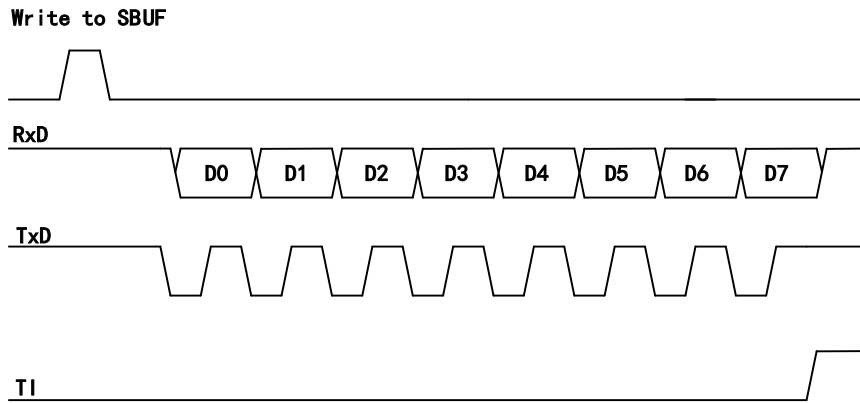 Write to SBUF
RxD
D0 D1 D2 D3 D4 D5 D6 D7
TxD
TI